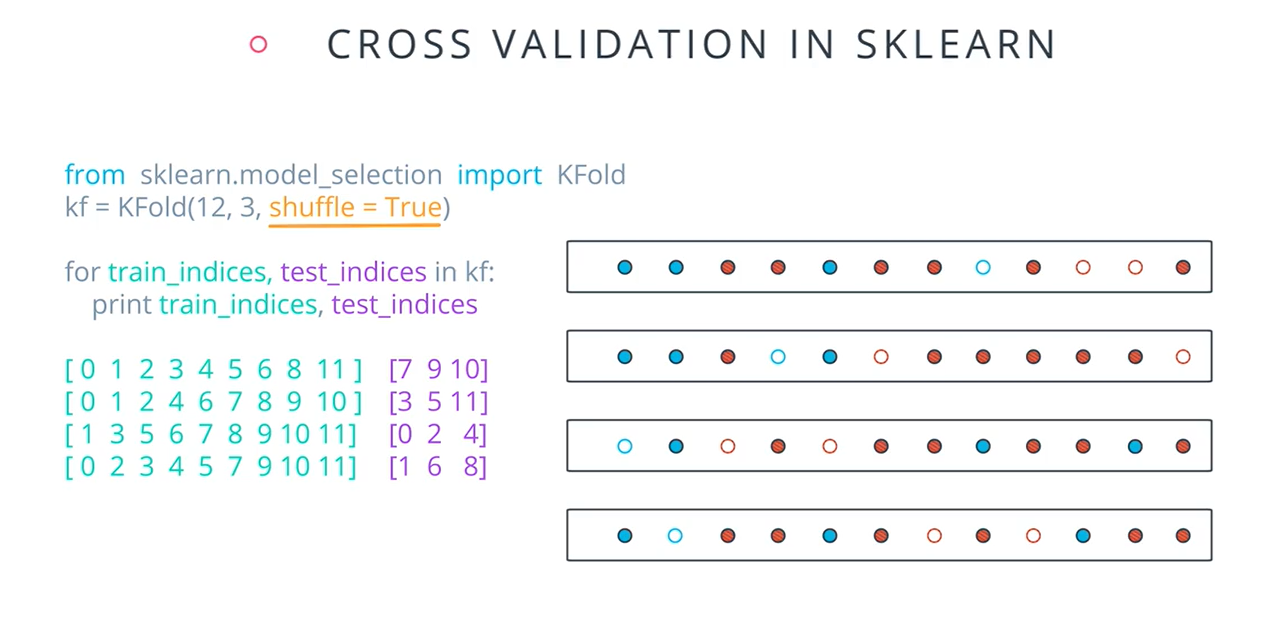 CROSS VALIDATION IN SKLEARN
from sklearn.model_selection import KFold
kf = KFold(12, 3, shuffle = True)
for train_indices, test_indices in kf:
print train_indices, test_indices
[ 0 1 2 3 4 5 6 8 11 ] [7 9 10]
[ 0 1 2 4 6 7 8 9 10 ] [3 5 11]
[ 1 3 5 6 7 8 9 10 11] [0 2 4]
[ 0 2 3 4 5 7 9 10 11] [1 6 8]